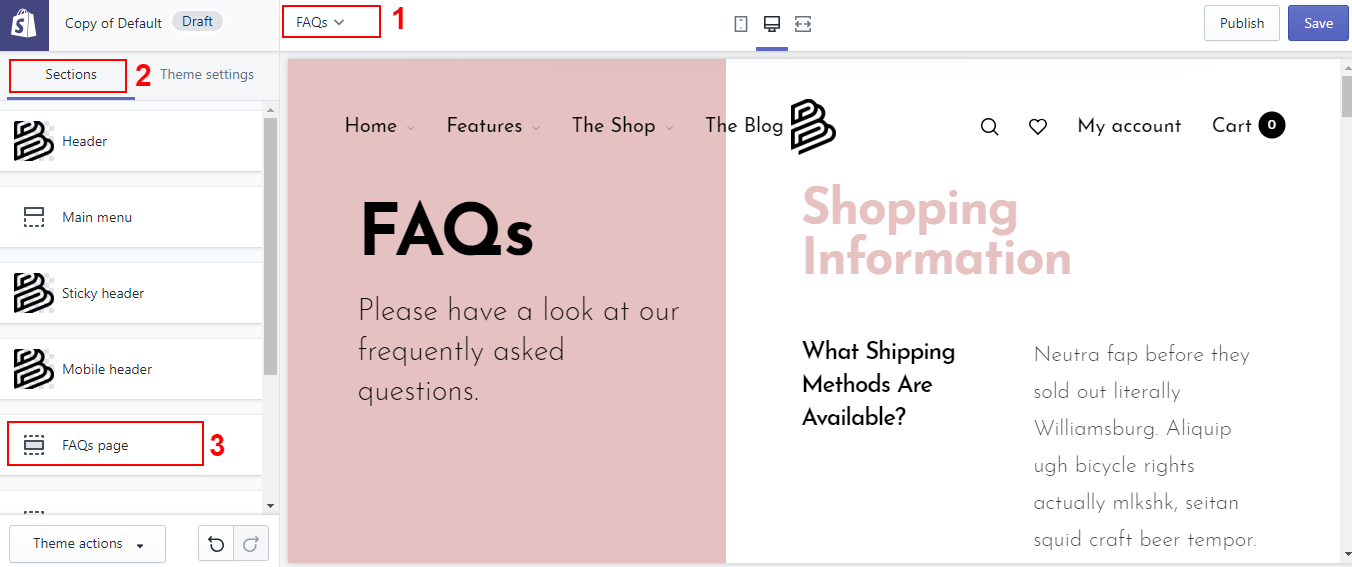 Copy of Default Draft
FAQs 1
Publish
Save
Sections 2 Theme settings
Header
Main menu
Sticky header
Mobile header
FAQs page 3
Theme actions
Home Features The Shop The Blog My account Cart 0
FAQs
Please have a look at our
frequently asked
questions.
Shopping
Information
What Shipping
Methods Are
Available?
Neutra fap before they
sold out literally
Williamsburg. Aliquip
ugh bicycle rights
actually mlkshk, seitan
squid craft beer tempor.